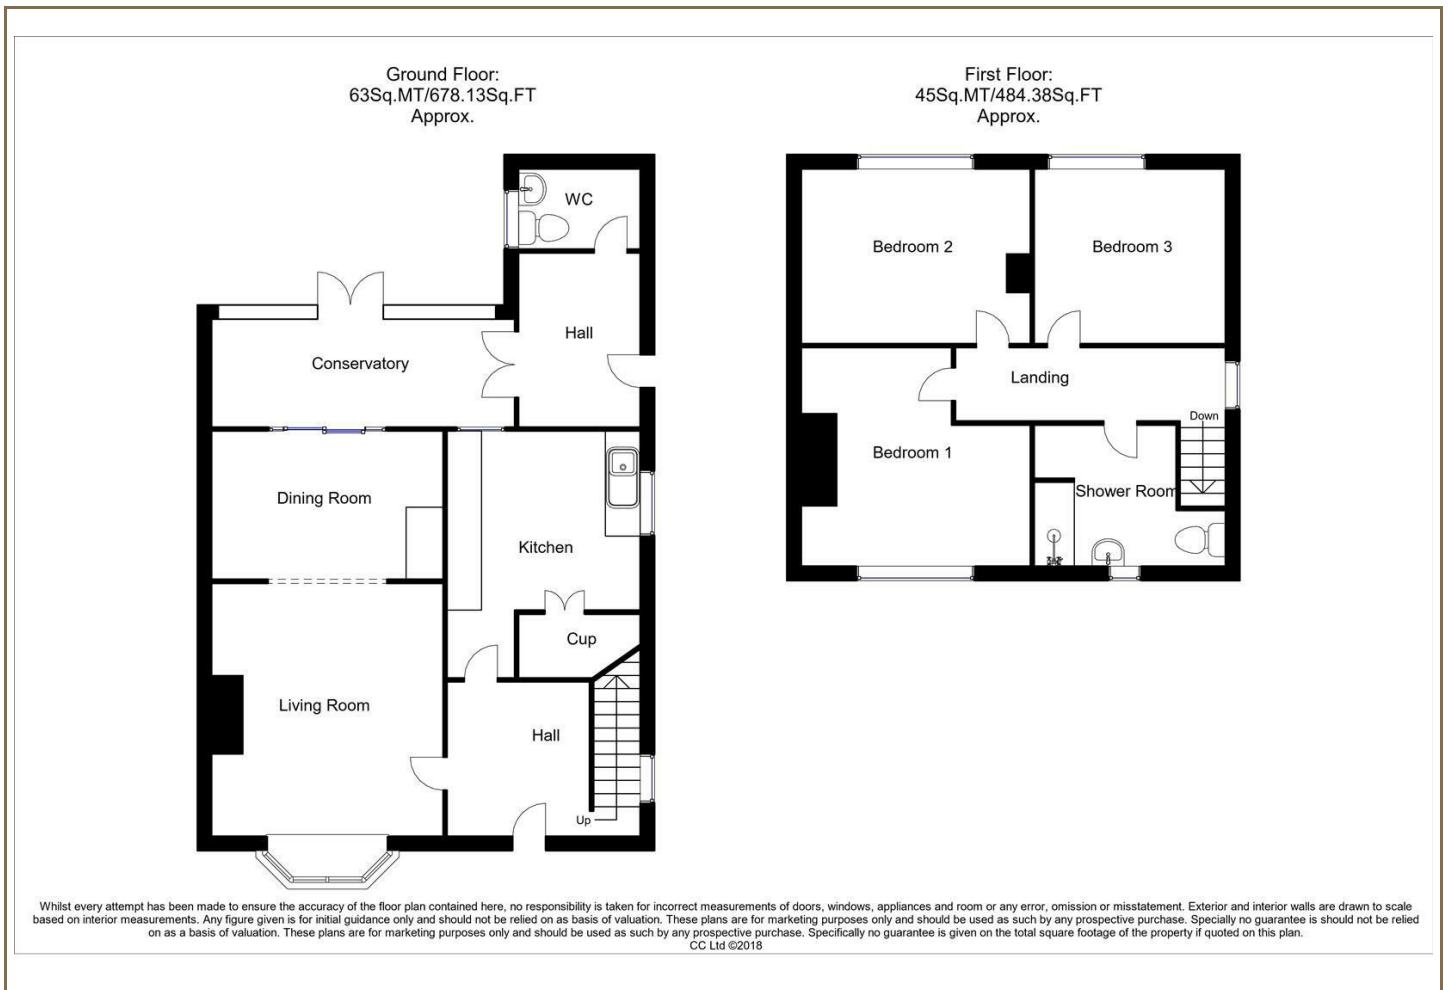 Ground Floor:
63Sq.MT/678.13Sq.FT
Approx.
First Floor:
45Sq.MT/484.38Sq.FT
Approx.
WC
Hall
Conservatory
Dining Room
Kitchen
Cup
Living Room
Hall
Up
Bedroom 2
Bedroom 3
Landing
Down
Bedroom 1
Shower Room
Whilst every attempt has been made to ensure the accuracy of the floor plan contained here, no responsibility is taken for incorrect measurements of doors, windows, appliances and room or any error, omission or misstatement. Exterior and interior walls are drawn to scale
based on interior measurements. Any figure given is for initial guidance only and should not be relied on as basis of valuation. These plans are for marketing purposes only and should be used as such by any prospective purchase. Specially no guarantee is should not be relied
on as a basis of valuation. These plans are for marketing purposes only and should be used as such by any prospective purchase. Specifically no guarantee is given on the total square footage of the property if quoted on this plan.
CC Ltd ©2018